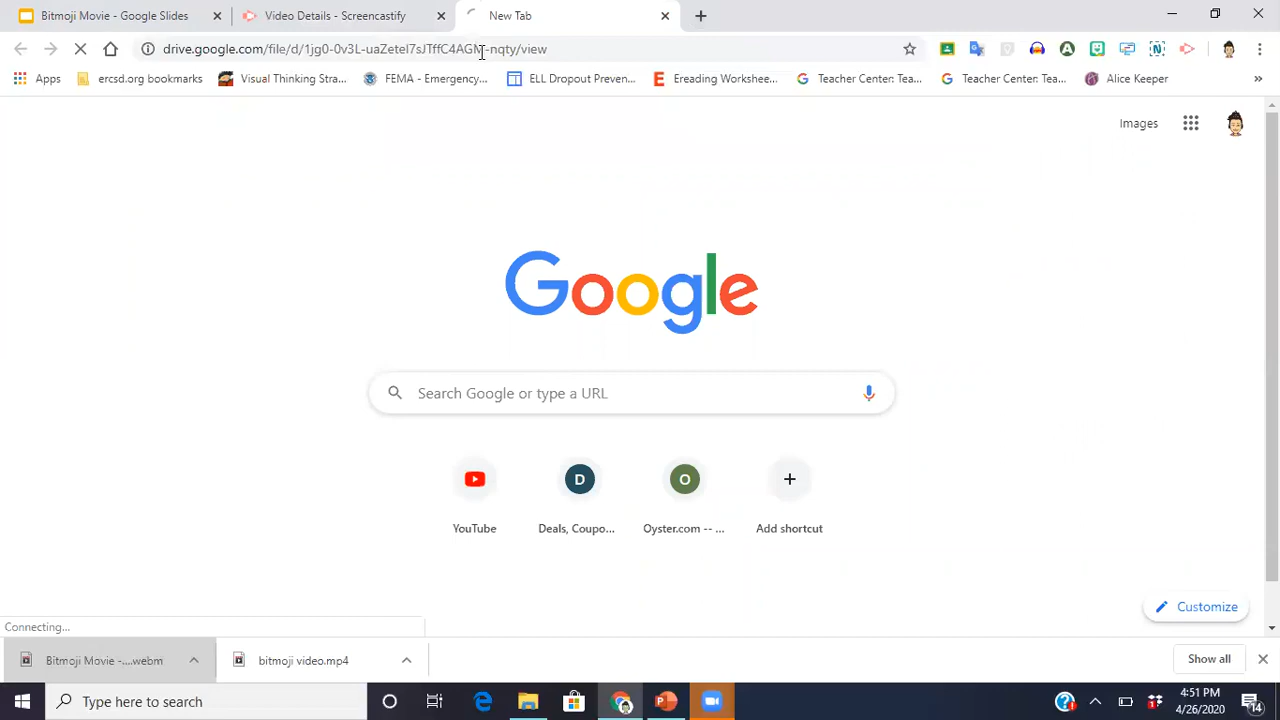 Bitmoji Movie - Google Slides
Video Details - Screencastify
New Tab
drive.google.com/file/d/1jg0-0v3L-uaZeteI7sJTffC4AGN-nqty/view
Apps
ercsd.org bookmarks
Visual Thinking Stra...
FEMA - Emergency...
ELL Dropout Preven...
Ereading Workshee...
Teacher Center: Tea...
Teacher Center: Tea...
Alice Keeper
Images
Google
Search Google or type a URL
D
O
YouTube
Deals, Coupo...
Oyster.com -- ...
Add shortcut
Customize
Connecting...
Bitmoji Movie -....webm
bitmoji video.mp4
Show all
Type here to search
4:51 PM
4/26/2020
14